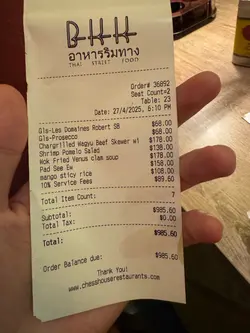 BKK
อาหารริมทาง
THAI STREET FOOD
Order# 36892
Seat Count=2
Table: 23
Date: 27/4/2025, 6:10 PM
Gls-Les Domaines Robert SB $68.00
Gls-Prosecco $68.00
Chargrilled Wagyu Beef Skewer wi $178.00
Shrimp Pomelo Salad $138.00
Wok Fried Venus clam soup $178.00
Pad See Ew $158.00
mango sticy rice $108.00
10% Service Fees $89.60
Total Item Count: 7
Subtotal: $985.60
Total Tax: $0.00
Total: $985.60
Order Balance due: $985.60
Thank You!
www.chesshouserestaurants.com